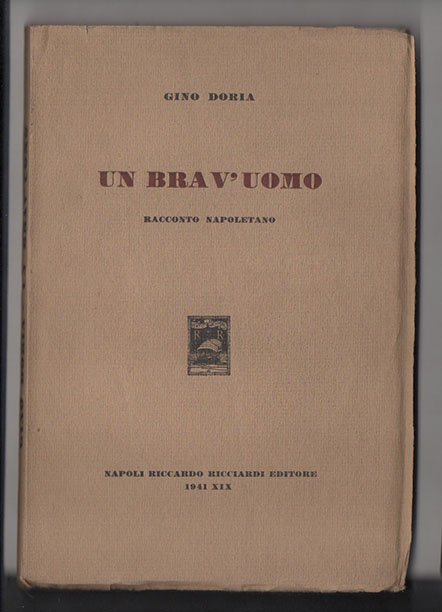 GINO DORIA
UN BRAV'UOMO
RACCONTO NAPOLETANO
R R
NAPOLI RICCARDO RICCIARDI EDITORE
1941 XIX